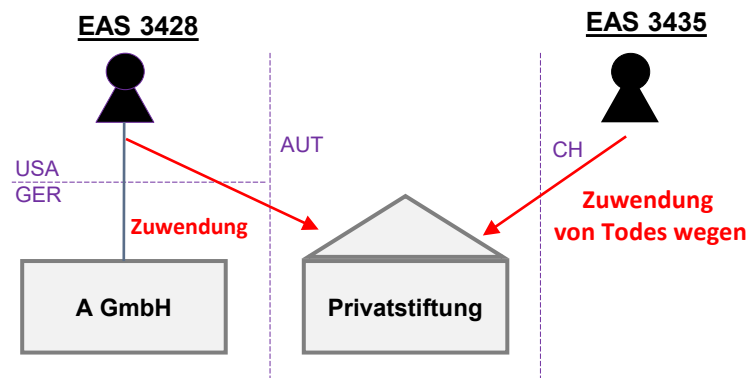 EAS 3428
EAS 3435
AUT
CH
USA
GER
Zuwendung
Zuwendung
von Todes wegen
A GmbH
Privatstiftung